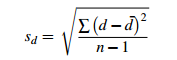 s_d = √(Σ(d − d̄)² / (n − 1))